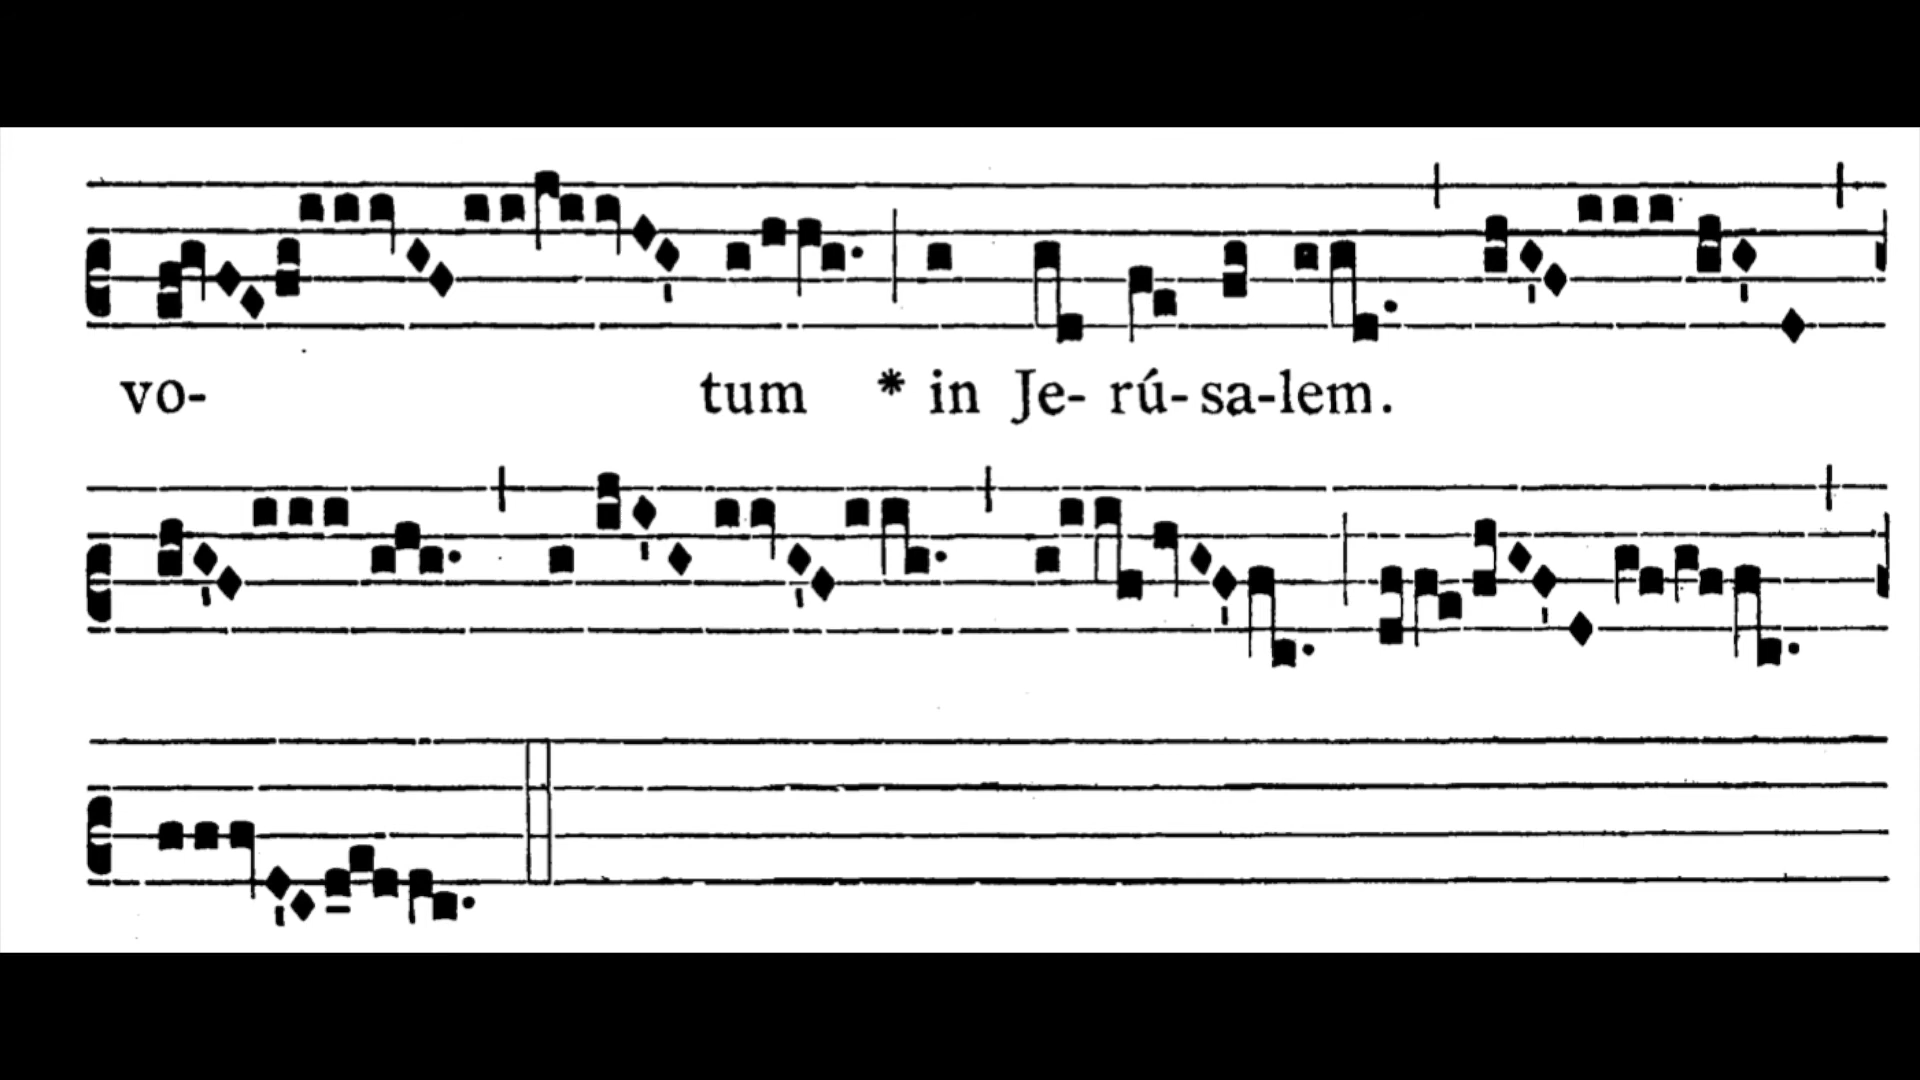 vo- tum * in Je- rú- sa-lem.